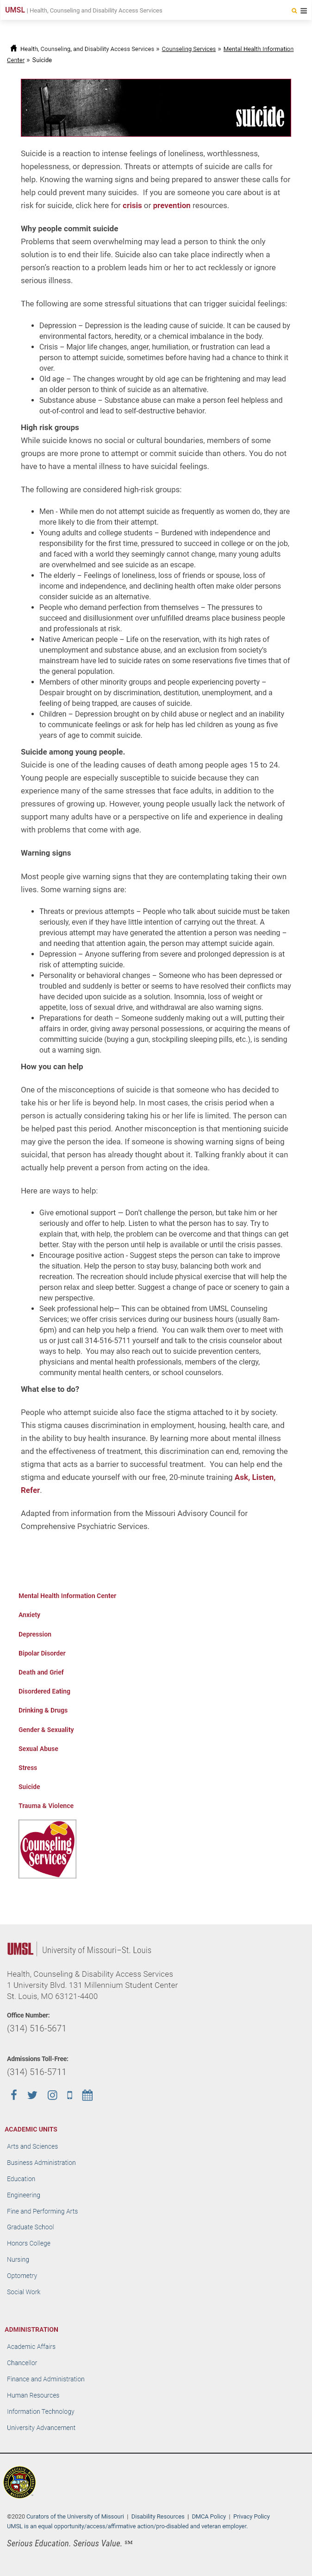 UMSL | Health, Counselling and Disability Access Services
Health, Counseling, and Disability Access Services » Counseling Services » Mental Health Information
Center » Suicide
suicide
Suicide is a reaction to intense feelings of loneliness, worthlessness,
hopelessness, or depression. Threats or attempts of suicide are calls for
help. Knowing the warning signs and being prepared to answer these calls for
help could prevent many suicides. If you are someone you care about is at
risk for suicide, click here for crisis or prevention resources.
Why people commit suicide
Problems that seem overwhelming may lead a person to think the only
solution is to end their life. Suicide also can take place indirectly when a
person's reaction to a problem leads him or her to act recklessly or ignore
serious illness.
The following are some stressful situations that can trigger suicidal feelings:
• Depression – Depression is the leading cause of suicide. It can be caused by
environmental factors, heredity, or a chemical imbalance in the body.
• Crisis – Major life changes, anger, humiliation, or frustration can lead a
person to attempt suicide, sometimes before having had a chance to think it
over.
• Old age – The changes wrought by old age can be frightening and may lead
an older person to think of suicide as an alternative.
• Substance abuse – Substance abuse can make a person feel helpless and
out-of-control and lead to self-destructive behavior.
High risk groups
While suicide knows no social or cultural boundaries, members of some
groups are more prone to attempt or commit suicide than others. You do not
have to have a mental illness to have suicidal feelings.
The following are considered high-risk groups:
• Men - While men do not attempt suicide as frequently as women do, they are
more likely to die from their attempt.
• Young adults and college students – Burdened with independence and
responsibility for the first time, pressured to succeed in college or on the job,
and faced with a world they seemingly cannot change, many young adults
are overwhelmed and see suicide as an escape.
• The elderly – Feelings of loneliness, loss of friends or spouse, loss of
income and independence, and declining health often make older persons
consider suicide as an alternative.
• People who demand perfection from themselves – The pressures to
succeed and disillusionment over unfulfilled dreams place business people
and professionals at risk.
• Native American people – Life on the reservation, with its high rates of
unemployment and substance abuse, and an exclusion from society's
mainstream have led to suicide rates on some reservations five times that of
the general population.
• Members of other minority groups and people experiencing poverty –
Despair brought on by discrimination, destitution, unemployment, and a
feeling of being trapped, are causes of suicide.
• Children – Depression brought on by child abuse or neglect and an inability
to communicate feelings or ask for help has led children as young as five
years of age to commit suicide.
Suicide among young people.
Suicide is one of the leading causes of death among people ages 15 to 24.
Young people are especially susceptible to suicide because they can
experience many of the same stresses that face adults, in addition to the
pressures of growing up. However, young people usually lack the network of
support many adults have or a perspective on life and experience in dealing
with problems that come with age.
Warning signs
Most people give warning signs that they are contemplating taking their own
lives. Some warning signs are:
• Threats or previous attempts – People who talk about suicide must be taken
seriously, even if they have little intention of carrying out the threat. A
previous attempt may have generated the attention a person was needing –
and needing that attention again, the person may attempt suicide again.
• Depression – Anyone suffering from severe and prolonged depression is at
risk of attempting suicide.
• Personality or behavioral changes – Someone who has been depressed or
troubled and suddenly is better or seems to have resolved their conflicts may
have decided upon suicide as a solution. Insomnia, loss of weight or
appetite, loss of sexual drive, and withdrawal are also warning signs.
• Preparations for death – Someone suddenly making out a will, putting their
affairs in order, giving away personal possessions, or acquiring the means of
committing suicide (buying a gun, stockpiling sleeping pills, etc.), is sending
out a warning sign.
How you can help
One of the misconceptions of suicide is that someone who has decided to
take his or her life is beyond help. In most cases, the crisis period when a
person is actually considering taking his or her life is limited. The person can
be helped past this period. Another misconception is that mentioning suicide
may give the person the idea. If someone is showing warning signs of being
suicidal, that person has already thought about it. Talking frankly about it can
actually help prevent a person from acting on the idea.
Here are ways to help:
• Give emotional support — Don't challenge the person, but take him or her
seriously and offer to help. Listen to what the person has to say. Try to
explain that, with help, the problem can be overcome and that things can get
better. Stay with the person until help is available or until the crisis passes.
• Encourage positive action - Suggest steps the person can take to improve
the situation. Help the person to stay busy, balancing both work and
recreation. The recreation should include physical exercise that will help the
person relax and sleep better. Suggest a change of pace or scenery to gain a
new perspective.
• Seek professional help— This can be obtained from UMSL Counseling
Services; we offer crisis services during our business hours (usually 8am-
6pm) and can help you help a friend. You can walk them over to meet with
us or just call 314-516-5711 yourself and talk to the crisis counselor about
ways to help. You may also reach out to suicide prevention centers,
physicians and mental health professionals, members of the clergy,
community mental health centers, or school counselors.
What else to do?
People who attempt suicide also face the stigma attached to it by society.
This stigma causes discrimination in employment, housing, health care, and
in the ability to buy health insurance. By learning more about mental illness
and the effectiveness of treatment, this discrimination can end, removing the
stigma that acts as a barrier to successful treatment. You can help end the
stigma and educate yourself with our free, 20-minute training Ask, Listen,
Refer.
Adapted from information from the Missouri Advisory Council for
Comprehensive Psychiatric Services.
Mental Health Information Center
Anxiety
Depression
Bipolar Disorder
Death and Grief
Disordered Eating
Drinking & Drugs
Gender & Sexuality
Sexual Abuse
Stress
Suicide
Trauma & Violence
Counseling
Services
UMSL | University of Missouri–St. Louis
Health, Counseling & Disability Access Services
1 University Blvd. 131 Millennium Student Center
St. Louis, MO 63121-4400
Office Number:
(314) 516-5671
Admissions Toll-Free:
(314) 516-5711
ACADEMIC UNITS
Arts and Sciences
Business Administration
Education
Engineering
Fine and Performing Arts
Graduate School
Honors College
Nursing
Optometry
Social Work
ADMINISTRATION
Academic Affairs
Chancellor
Finance and Administration
Human Resources
Information Technology
University Advancement
©2020 Curators of the University of Missouri | Disability Resources | DMCA Policy | Privacy Policy
UMSL is an equal opportunity/access/affirmative action/pro-disabled and veteran employer.
Serious Education. Serious Value. ℠